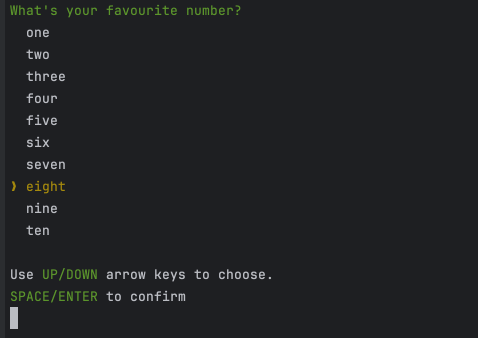 What's your favourite number?
one
two
three
four
five
six
seven
❯ eight
nine
ten
Use UP/DOWN arrow keys to choose.
SPACE/ENTER to confirm